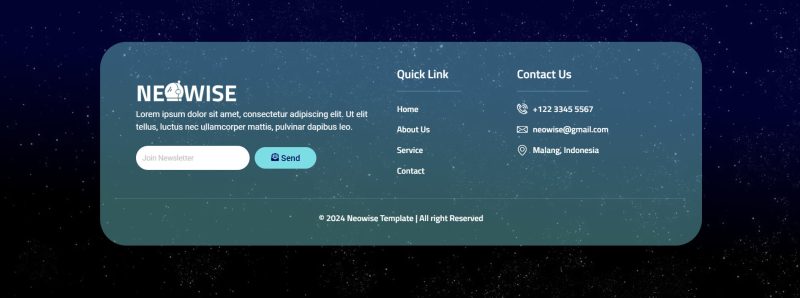 NEOWISE
Lorem ipsum dolor sit amet, consectetur adipiscing elit. Ut elit
tellus, luctus nec ullamcorper mattis, pulvinar dapibus leo.
Join Newsletter
Send
Quick Link
Home
About Us
Service
Contact
Contact Us
+122 3345 5567
neowise@gmail.com
Malang, Indonesia
© 2024 Neowise Template | All right Reserved